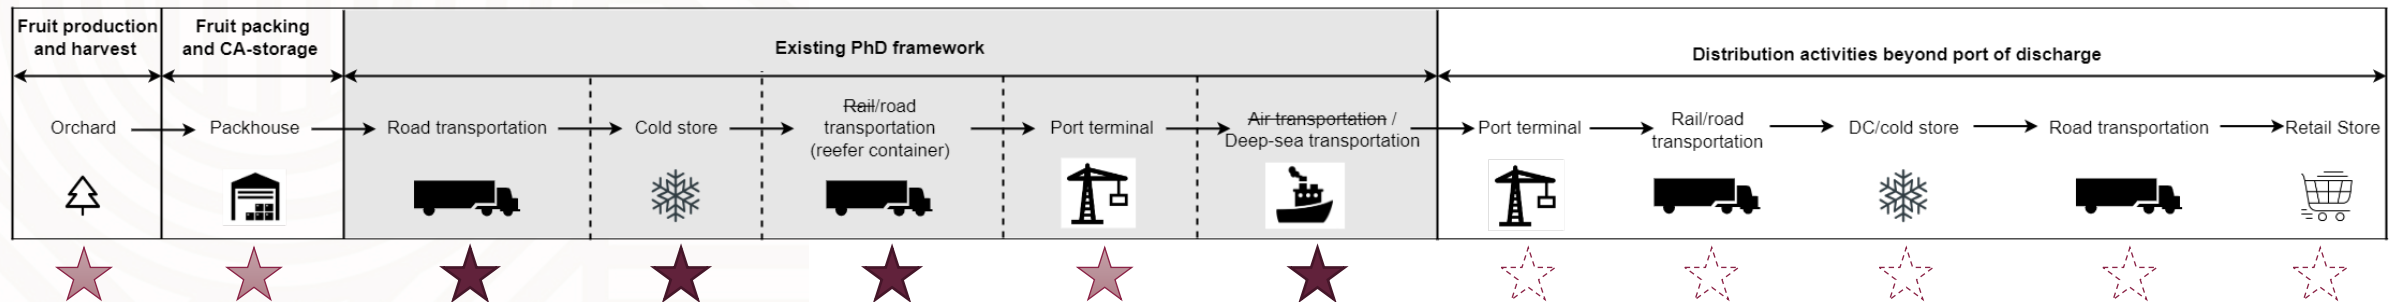 Fruit production
and harvest
Fruit packing
and CA-storage
Existing PhD framework
Distribution activities beyond port of discharge
Orchard
Packhouse
Road transportation
Cold store
Rail/road
transportation
(reefer container)
Port terminal
Air transportation /
Deep-sea transportation
Port terminal
Rail/road
transportation
DC/cold store
Road transportation
Retail Store